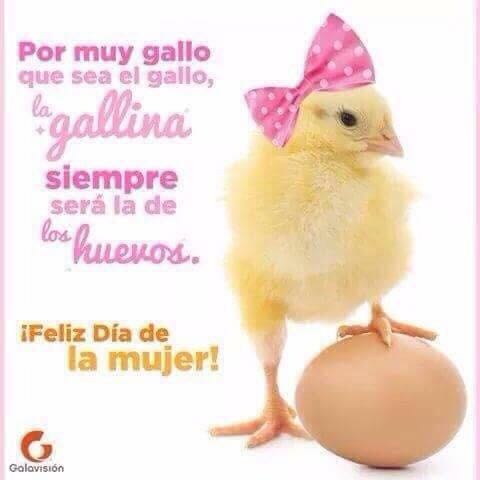 Por muy gallo
que sea el gallo,
la
gallina
siempre
será la de
los
huevos.
¡Feliz Día de
la mujer!
Galavisión